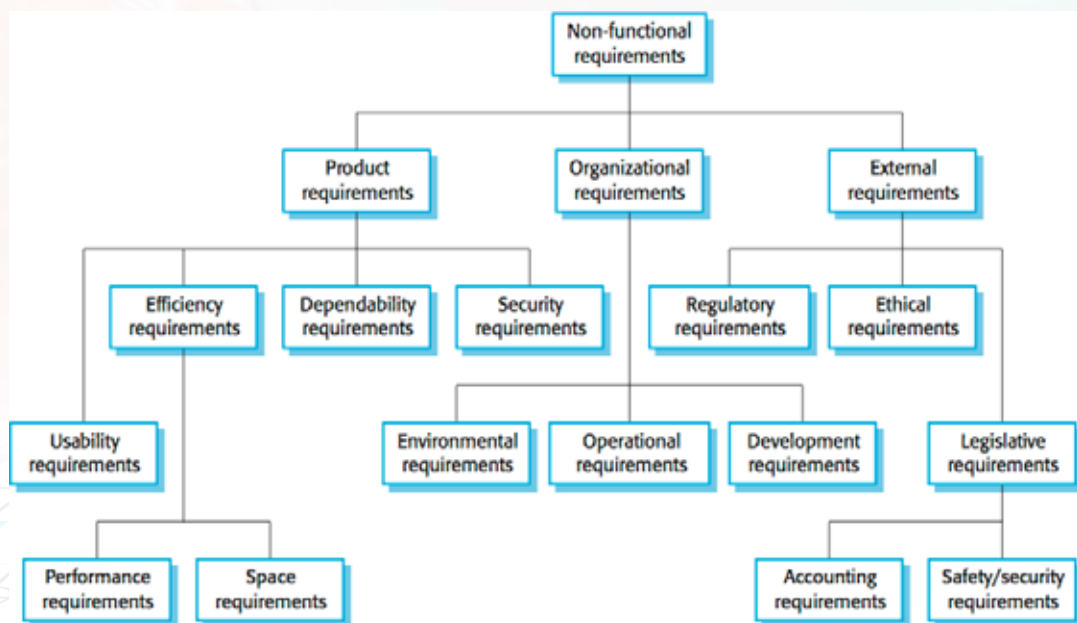 Non-functional
requirements
Product
requirements
Organizational
requirements
External
requirements
Efficiency
requirements
Dependability
requirements
Security
requirements
Regulatory
requirements
Ethical
requirements
Usability
requirements
Environmental
requirements
Operational
requirements
Development
requirements
Legislative
requirements
Performance
requirements
Space
requirements
Accounting
requirements
Safety/security
requirements